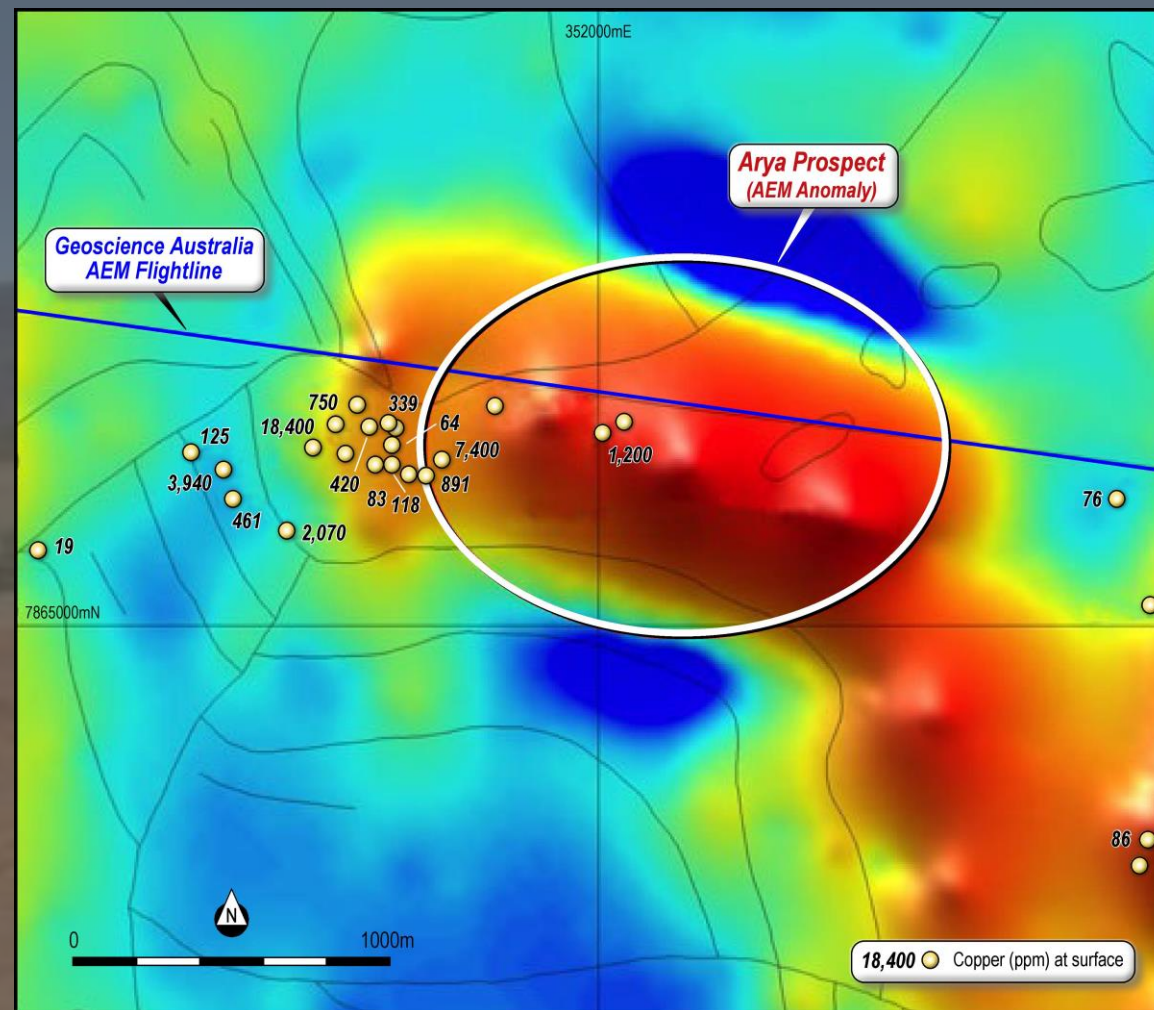 352000mE
Arya Prospect
(AEM Anomaly)
Geoscience Australia
AEM Flightline
750
339
18,400
64
125
7,400
1,200
3,940
420
83
118
891
461
76
2,070
19
7865000mN
86
N
0
1000m
18,400 Copper (ppm) at surface